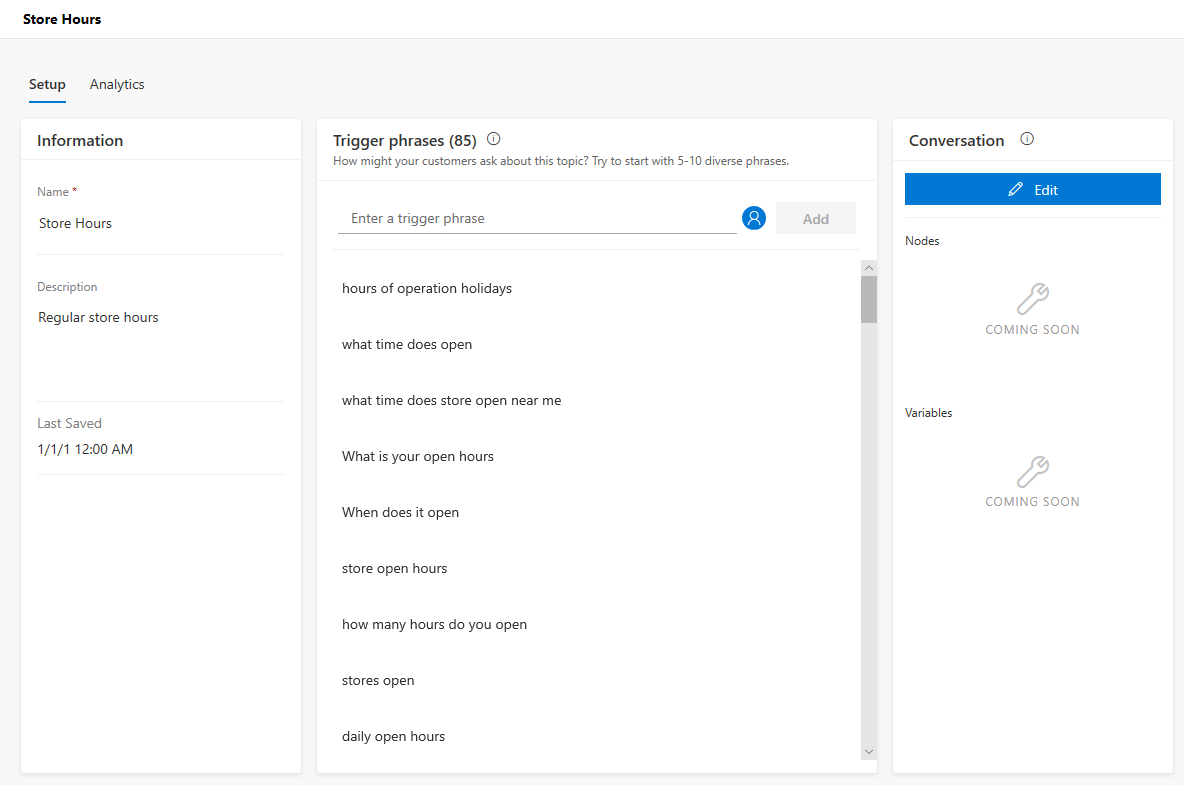 Store Hours
Setup
Analytics
Information
Name *
Store Hours
Description
Regular store hours
Last Saved
1/1/1 12:00 AM
Trigger phrases (85)
How might your customers ask about this topic? Try to start with 5-10 diverse phrases.
Enter a trigger phrase
Add
hours of operation holidays
what time does open
what time does store open near me
What is your open hours
When does it open
store open hours
how many hours do you open
stores open
daily open hours
Conversation
Edit
Nodes
COMING SOON
Variables
COMING SOON